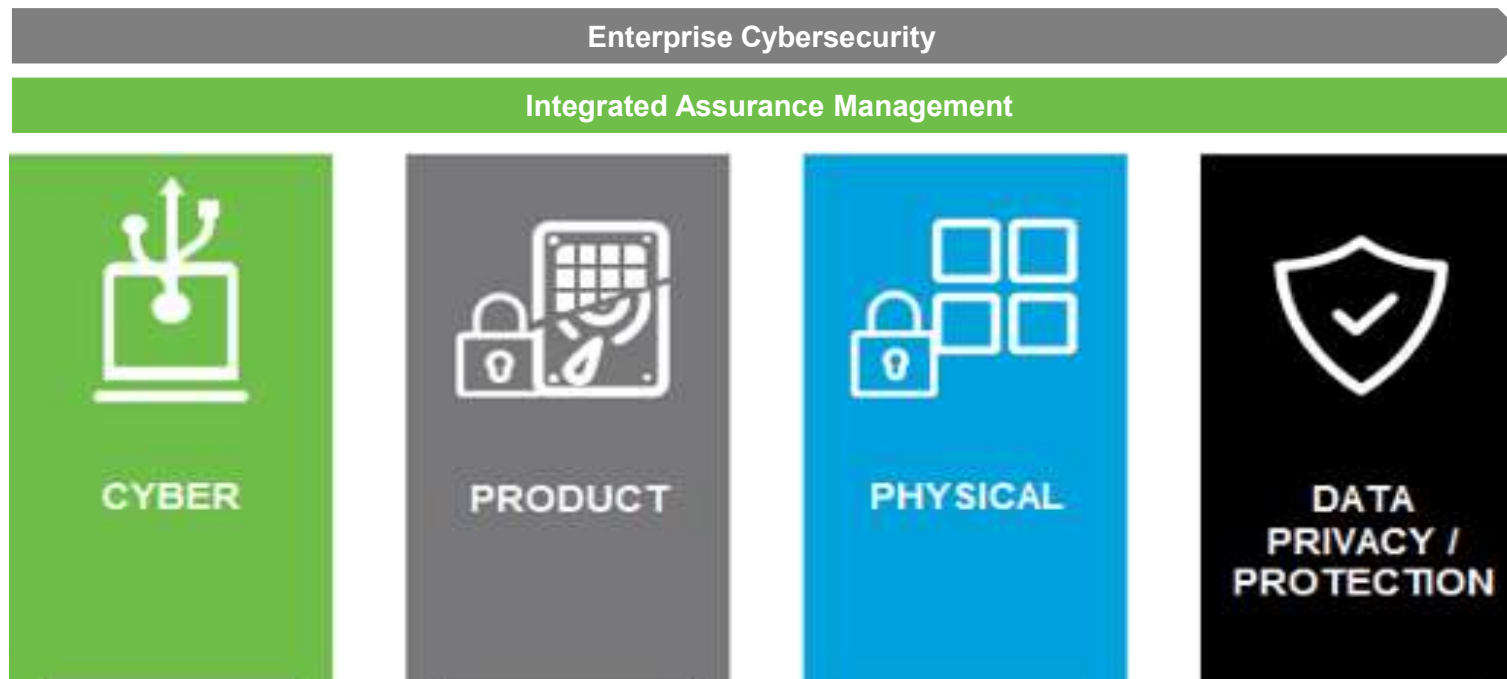 Enterprise Cybersecurity
Integrated Assurance Management
CYBER
PRODUCT
PHYSICAL
DATA
PRIVACY /
PROTECTION